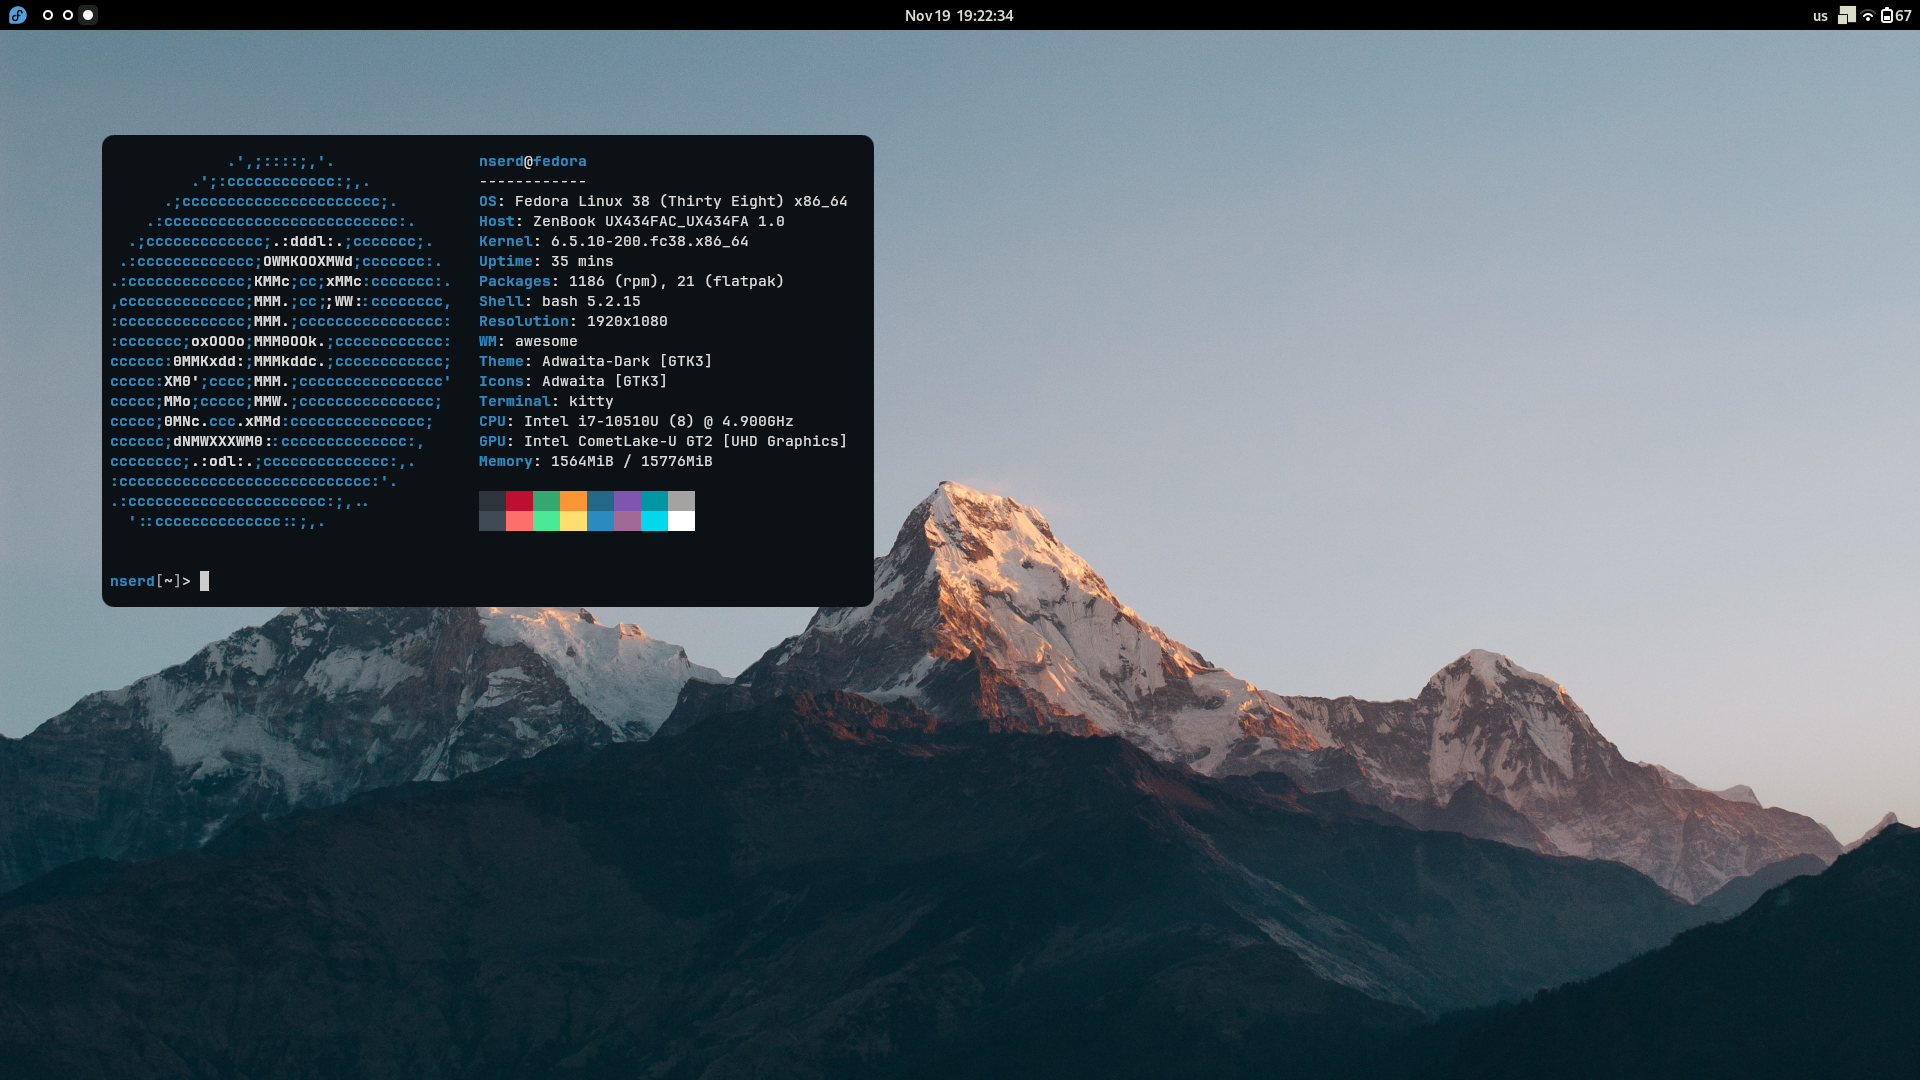 Nov 19 19:22:34
us
67
.',;::::;,'.
.';:cccccccccccc:;,.
.;cccccccccccccccccccccc;.
.:cccccccccccccccccccccccccc:.
.;ccccccccccccc;.:dddl:.;ccccccc;.
.:ccccccccccccc;OWMKOOXMWd;ccccccc:.
.:ccccccccccccc;KMMc;cc;xMMc:ccccccc:.
,cccccccccccccc;MMM.;cc;;WW::cccccccc,
:cccccccccccccc;MMM.;cccccccccccccccc:
:ccccccc;oxOOOo;MMM0OOk.;cccccccccccc:
cccccc:0MMKxdd:;MMMkddc.;cccccccccccc;
ccccc:XM0';cccc;MMM.;cccccccccccccccc'
ccccc;MMo;ccccc;MMW.;ccccccccccccccc;
ccccc;0MNc.ccc.xMMd:ccccccccccccccc;
cccccc;dNMWXXXWM0::cccccccccccccc:,
cccccccc;.:odl:.;cccccccccccccc:,.
:cccccccccccccccccccccccccccc:'.
.:cccccccccccccccccccccc:;,..
'::cccccccccccccc::;,.
nserd@fedora
------------
OS: Fedora Linux 38 (Thirty Eight) x86_64
Host: ZenBook UX434FAC_UX434FA 1.0
Kernel: 6.5.10-200.fc38.x86_64
Uptime: 35 mins
Packages: 1186 (rpm), 21 (flatpak)
Shell: bash 5.2.15
Resolution: 1920x1080
WM: awesome
Theme: Adwaita-Dark [GTK3]
Icons: Adwaita [GTK3]
Terminal: kitty
CPU: Intel i7-10510U (8) @ 4.900GHz
GPU: Intel CometLake-U GT2 [UHD Graphics]
Memory: 1564MiB / 15776MiB
nserd[~]>